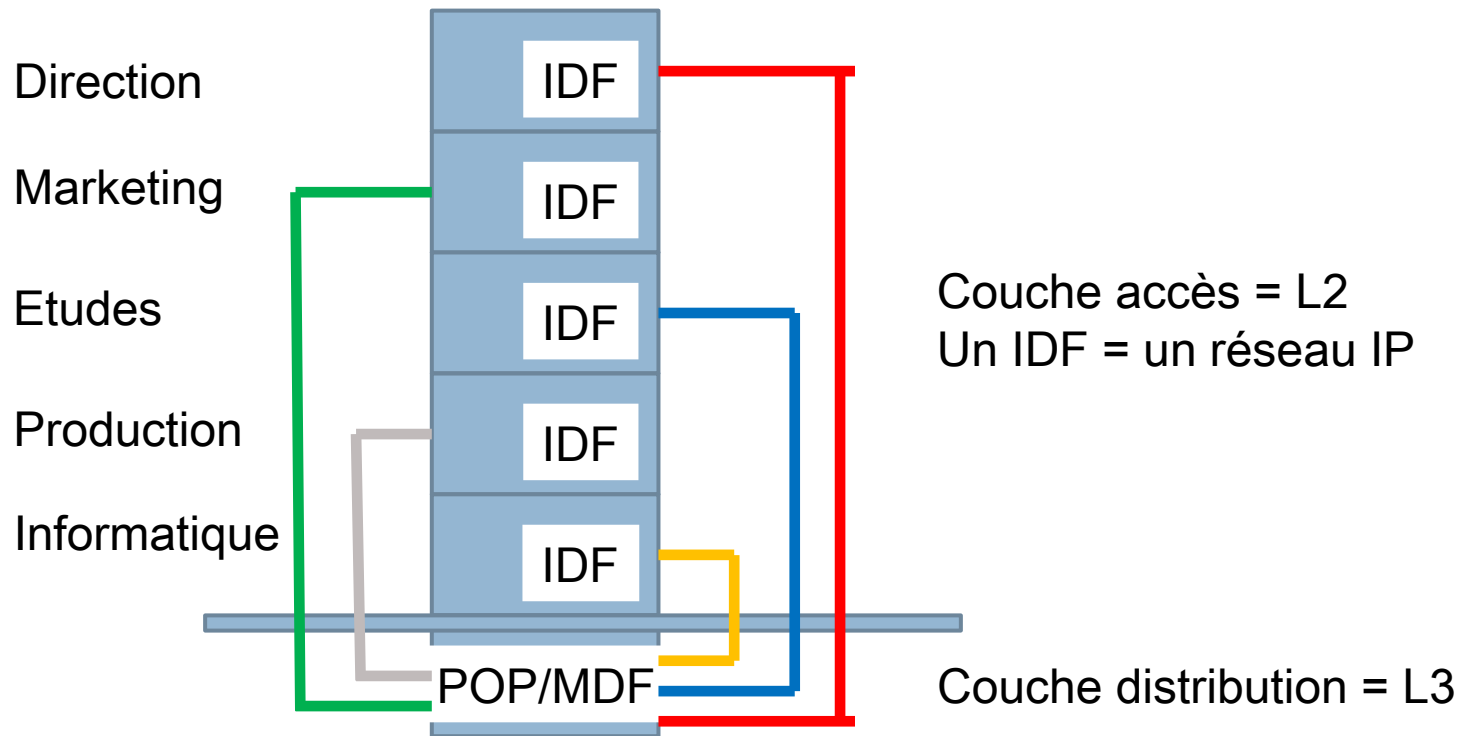 Direction
IDF
Marketing
IDF
Etudes
IDF
Couche accès = L2
Un IDF = un réseau IP
Production
IDF
Informatique
IDF
POP/MDF
Couche distribution = L3